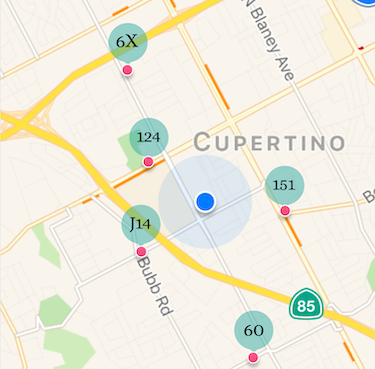 N Blaney Ave
6X
124
CUPERTINO
151
J14
Bubb Rd
85
60